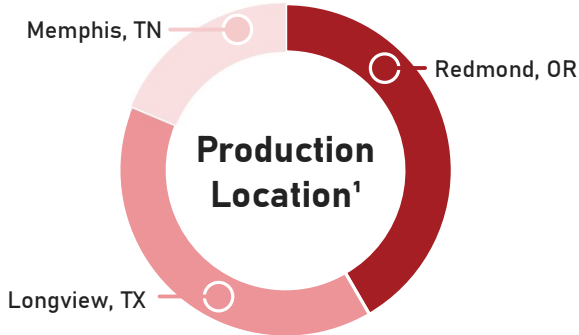 Memphis, TN
Redmond, OR
Production
Location¹
Longview, TX